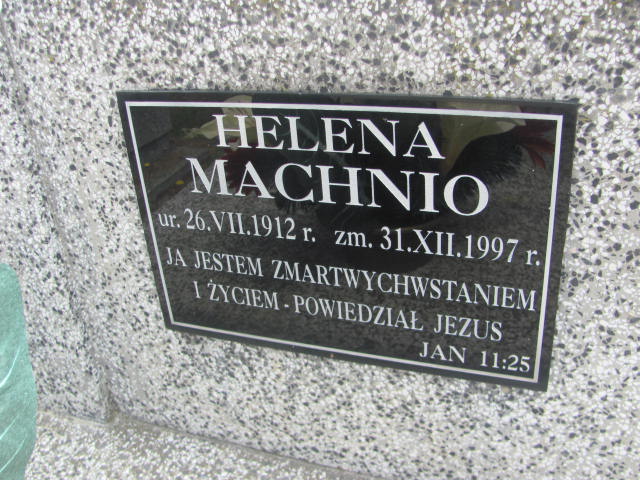 HELENA
MACHNIO
ur. 26.VII.1912 r. zm. 31.XII.1997 r.
JA JESTEM ZMARTWYCHWSTANIEM
I ŻYCIEM - POWIEDZIAŁ JEZUS
JAN 11:25